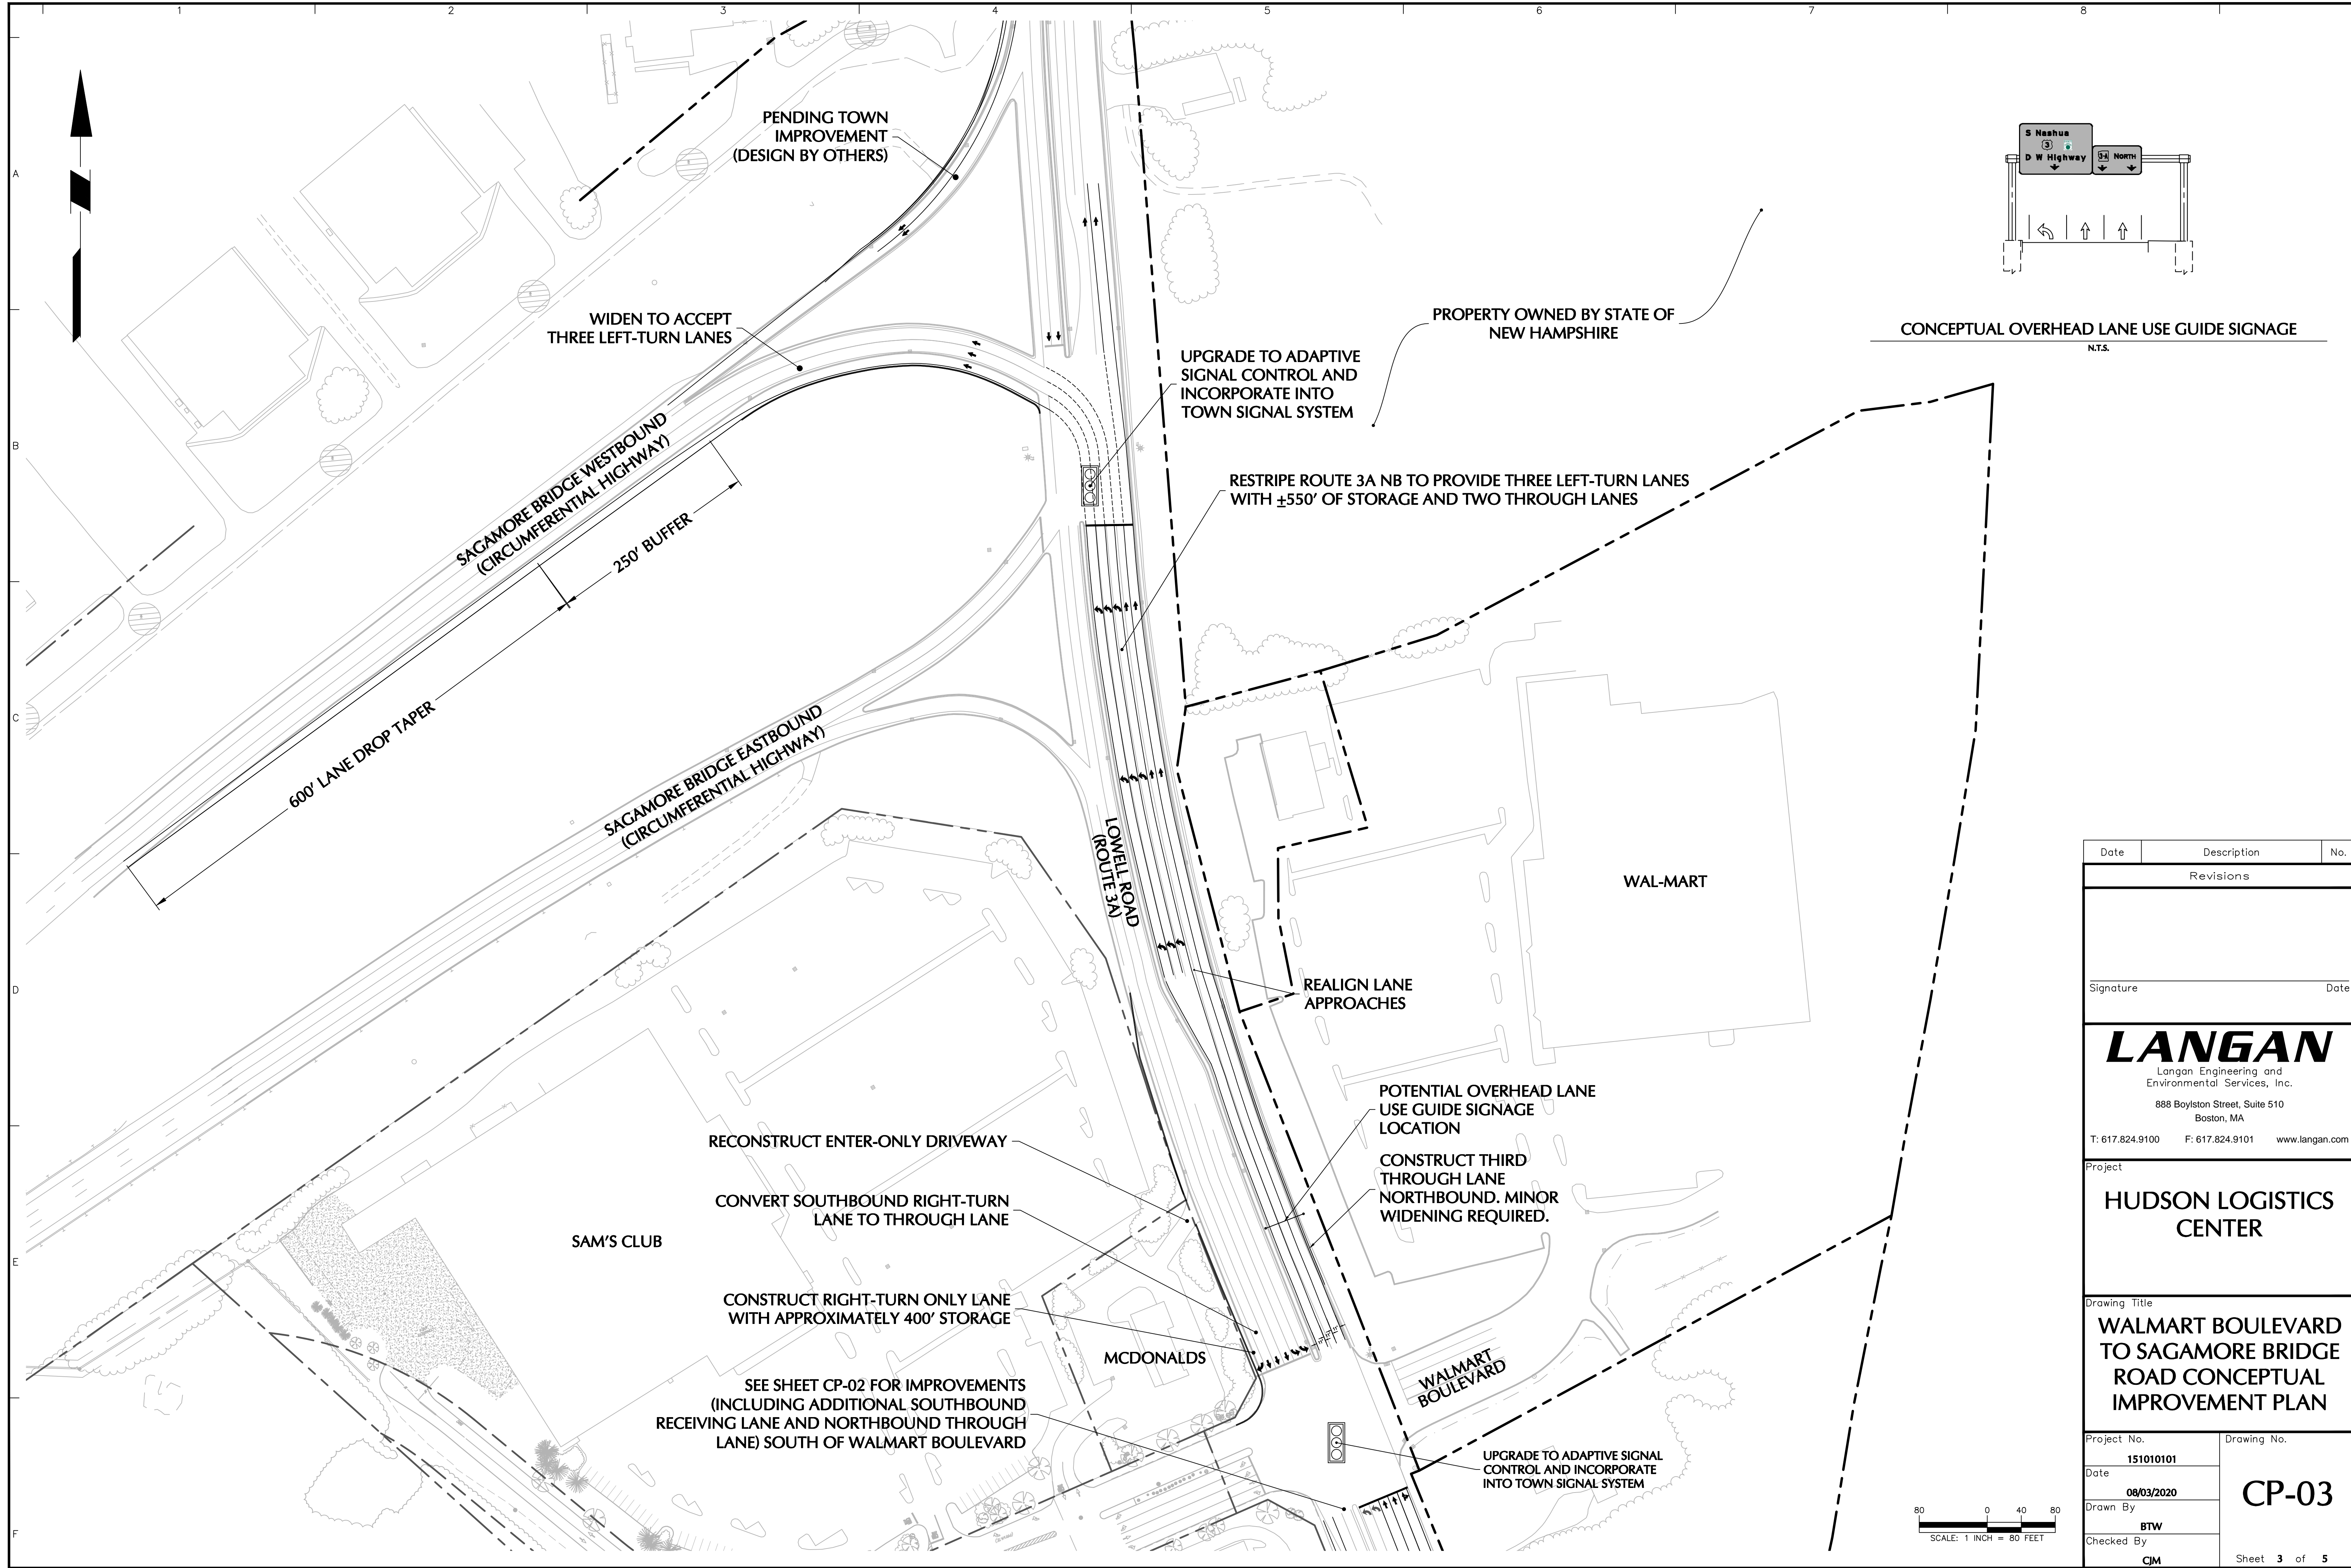 1 2 3 4 5 6 7 8
A
B
C
D
E
F
PENDING TOWN
IMPROVEMENT
(DESIGN BY OTHERS)
WIDEN TO ACCEPT
THREE LEFT-TURN LANES
SAGAMORE BRIDGE WESTBOUND
(CIRCUMFERENTIAL HIGHWAY)
250' BUFFER
600' LANE DROP TAPER
SAGAMORE BRIDGE EASTBOUND
(CIRCUMFERENTIAL HIGHWAY)
UPGRADE TO ADAPTIVE
SIGNAL CONTROL AND
INCORPORATE INTO
TOWN SIGNAL SYSTEM
PROPERTY OWNED BY STATE OF
NEW HAMPSHIRE
S Nashua
3
D W Highway
3-A NORTH
CONCEPTUAL OVERHEAD LANE USE GUIDE SIGNAGE
N.T.S.
RESTRIPE ROUTE 3A NB TO PROVIDE THREE LEFT-TURN LANES
WITH ±550' OF STORAGE AND TWO THROUGH LANES
LOWELL ROAD
(ROUTE 3A)
WAL-MART
REALIGN LANE
APPROACHES
POTENTIAL OVERHEAD LANE
USE GUIDE SIGNAGE
LOCATION
CONSTRUCT THIRD
THROUGH LANE
NORTHBOUND. MINOR
WIDENING REQUIRED.
RECONSTRUCT ENTER-ONLY DRIVEWAY
CONVERT SOUTHBOUND RIGHT-TURN
LANE TO THROUGH LANE
SAM'S CLUB
CONSTRUCT RIGHT-TURN ONLY LANE
WITH APPROXIMATELY 400' STORAGE
MCDONALDS
SEE SHEET CP-02 FOR IMPROVEMENTS
(INCLUDING ADDITIONAL SOUTHBOUND
RECEIVING LANE AND NORTHBOUND THROUGH
LANE) SOUTH OF WALMART BOULEVARD
WALMART
BOULEVARD
UPGRADE TO ADAPTIVE SIGNAL
CONTROL AND INCORPORATE
INTO TOWN SIGNAL SYSTEM
80 0 40 80
SCALE: 1 INCH = 80 FEET
Date Description No.
Revisions
Signature Date
LANGAN
Langan Engineering and
Environmental Services, Inc.
888 Boylston Street, Suite 510
Boston, MA
T: 617.824.9100 F: 617.824.9101 www.langan.com
Project
HUDSON LOGISTICS
CENTER
Drawing Title
WALMART BOULEVARD
TO SAGAMORE BRIDGE
ROAD CONCEPTUAL
IMPROVEMENT PLAN
Project No.
151010101
Date
08/03/2020
Drawn By
BTW
Checked By
CJM
Drawing No.
CP-03
Sheet 3 of 5